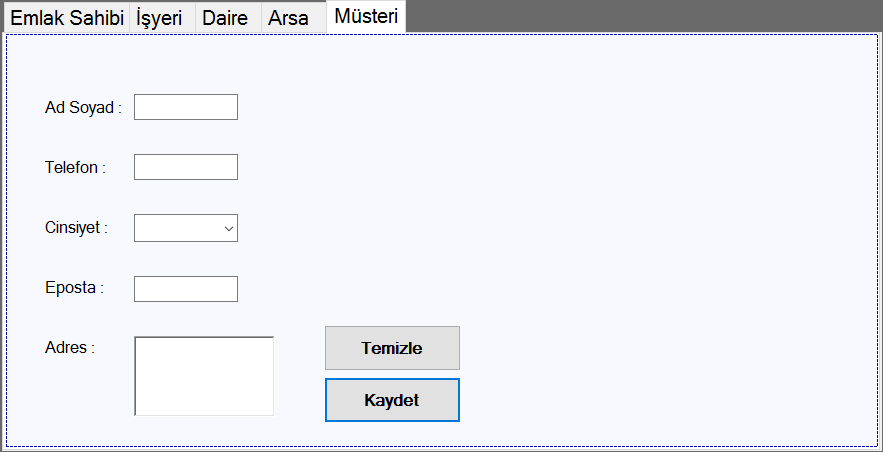 Emlak Sahibi İşyeri Daire Arsa Müsteri
Ad Soyad :
Telefon :
Cinsiyet :
Eposta :
Adres :
Temizle
Kaydet